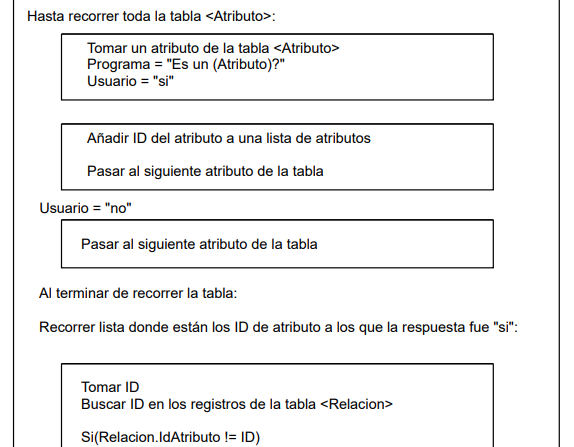 Hasta recorrer toda la tabla <Atributo>:
Tomar un atributo de la tabla <Atributo>
Programa = "Es un (Atributo)?"
Usuario = "si"
Añadir ID del atributo a una lista de atributos
Pasar al siguiente atributo de la tabla
Usuario = "no"
Pasar al siguiente atributo de la tabla
Al terminar de recorrer la tabla:
Recorrer lista donde están los ID de atributo a los que la respuesta fue "si":
Tomar ID
Buscar ID en los registros de la tabla <Relacion>
Si(Relacion.IdAtributo != ID)